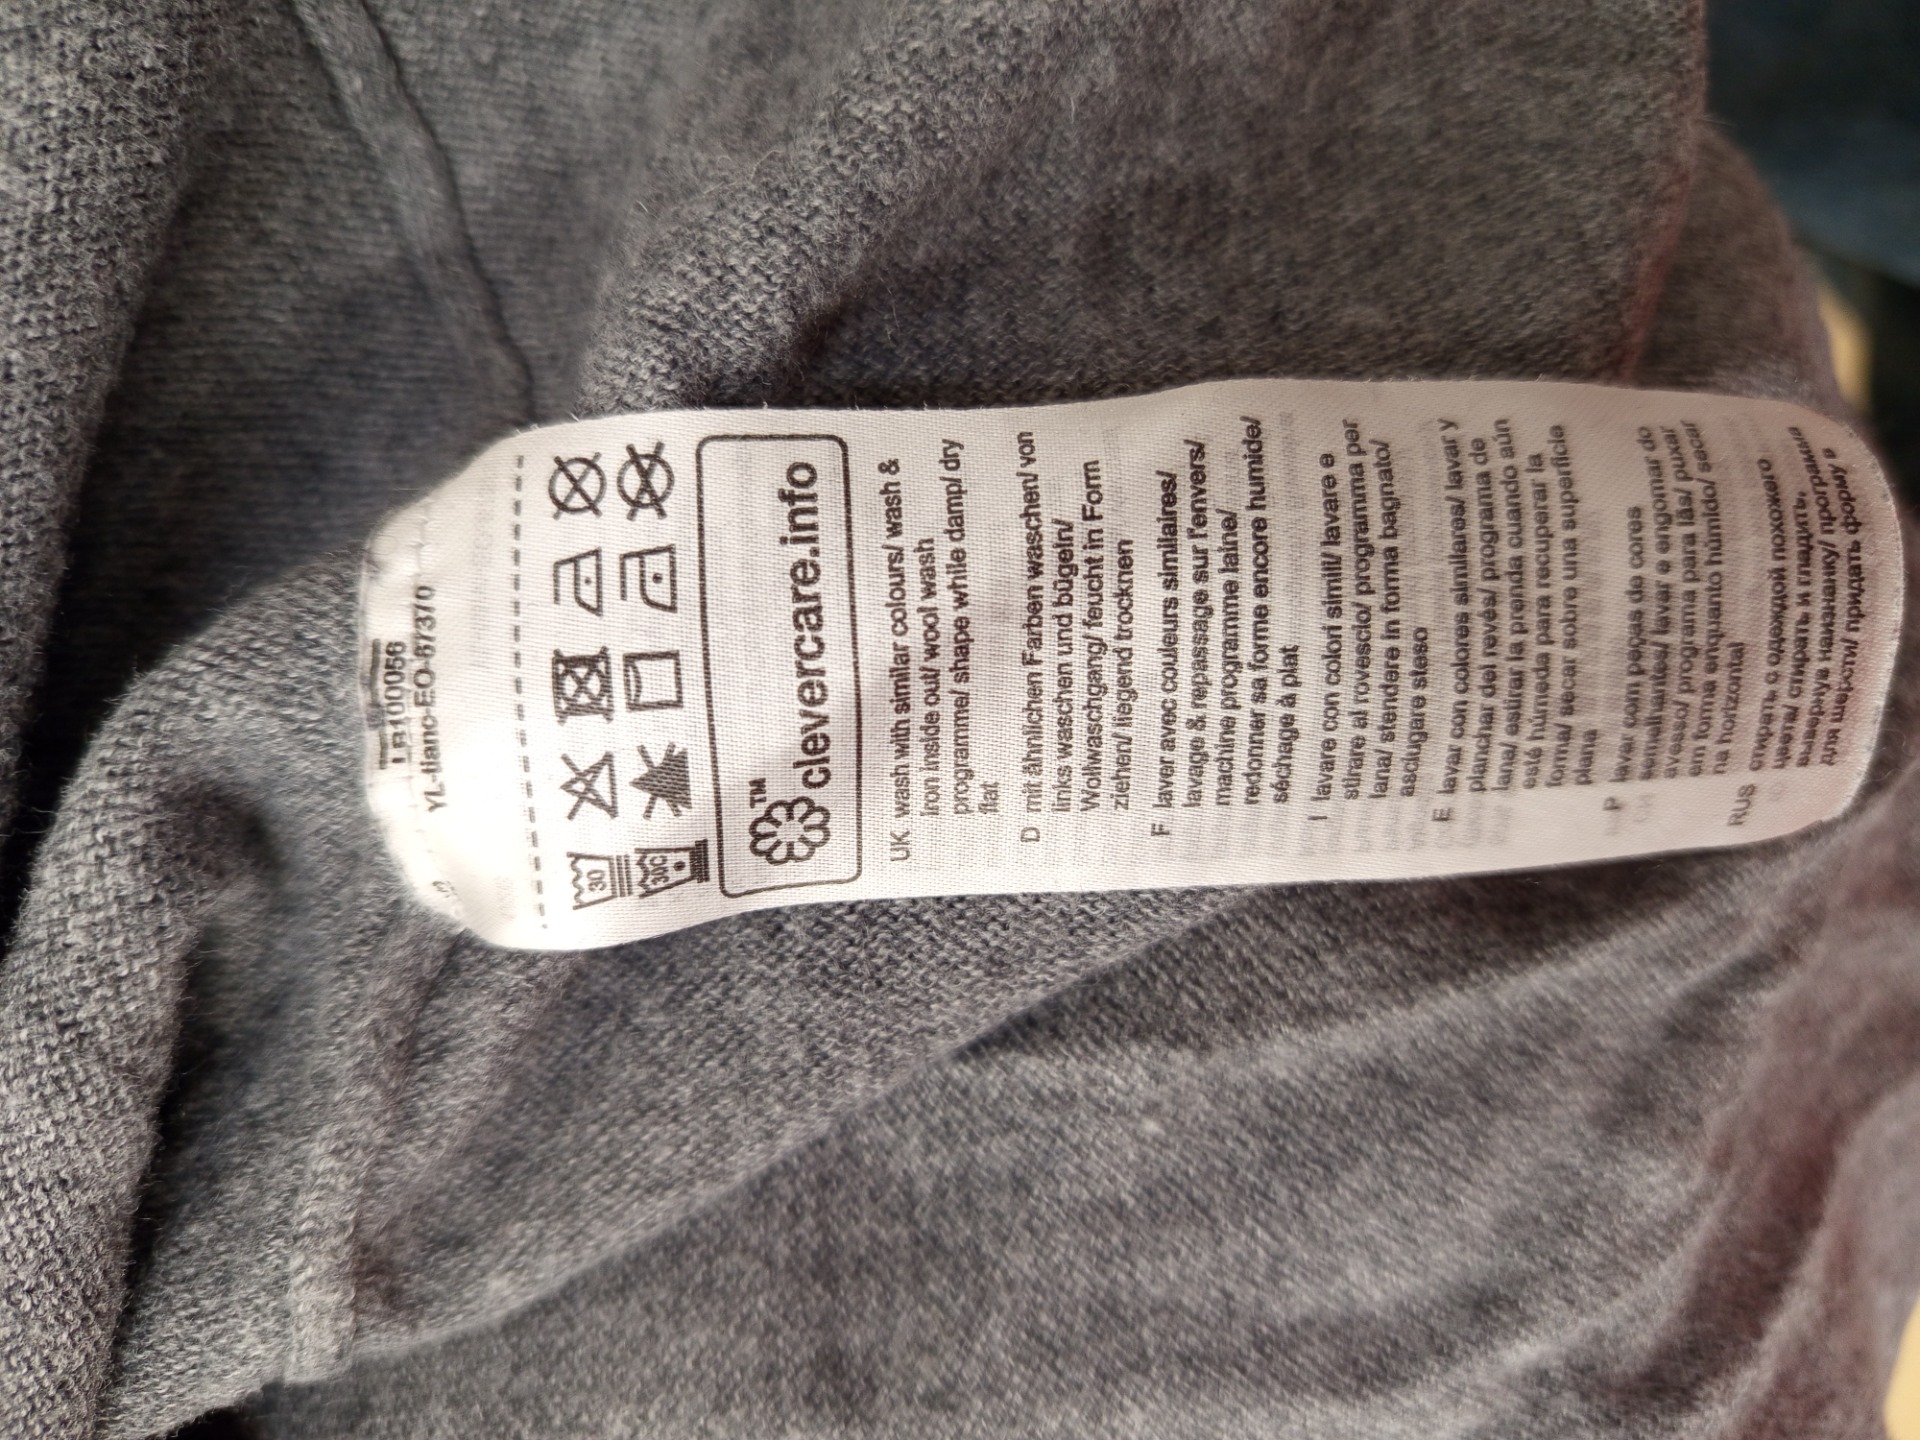 LB100056
YL-tianc-EO-67370
30
30C
clevercare.info TM
UK wash with similar colours/ wash &
iron inside out/ wool wash
programme/ shape while damp/ dry
flat
D mit ähnlichen Farben waschen/ von
links waschen und bügeln/
Wollwaschgang/ feucht in Form
ziehen/ liegend trocknen
F laver avec couleurs similaires/
lavage & repassage sur l'envers/
machine programme laine/
redonner sa forme encore humide/
séchage à plat
I lavare con colori simili/ lavare e
stirare al rovescio/ programma per
lana/ stendere in forma bagnato/
asciugare steso
E lavar con colores similares/ lavar y
planchar del revés/ programa de
lana/ estirar la prenda cuando aún
esté húmeda para recuperar la
forma/ secar sobre una superficie
plana
P lavar con peças de cores
semelhantes/ lavar e engomar do
avesso/ programa para lãs/ puxar
em forma enquanto húmido/ secar
na horizontal
RUS стирать с одеждой похожего
цвета/ стирать и гладить,
вывернув наизнанку/ программа
для шерсти/ придать форму в